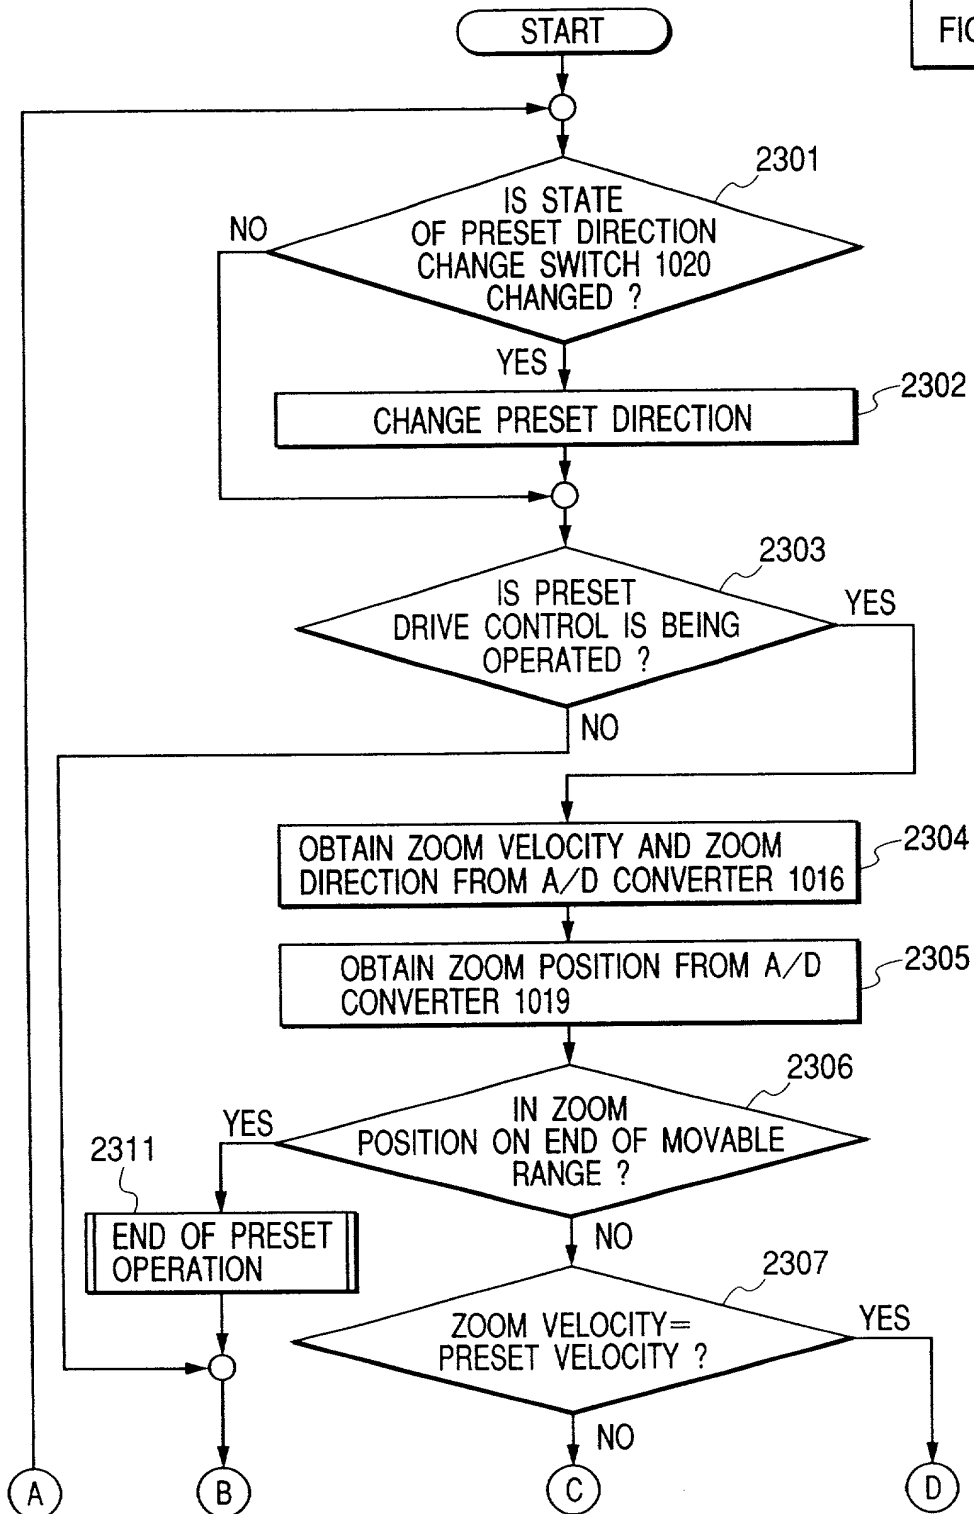 START
FIG
2301
IS STATE
OF PRESET DIRECTION
CHANGE SWITCH 1020
CHANGED ?
NO
YES
2302
CHANGE PRESET DIRECTION
2303
IS PRESET
DRIVE CONTROL IS BEING
OPERATED ?
YES
NO
2304
OBTAIN ZOOM VELOCITY AND ZOOM
DIRECTION FROM A/D CONVERTER 1016
2305
OBTAIN ZOOM POSITION FROM A/D
CONVERTER 1019
2306
IN ZOOM
POSITION ON END OF MOVABLE
RANGE ?
YES
NO
2311
END OF PRESET
OPERATION
2307
ZOOM VELOCITY=
PRESET VELOCITY ?
YES
NO
A
B
C
D